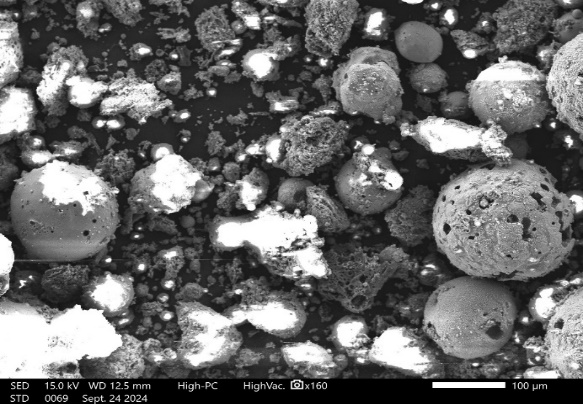 SED 15.0 kV WD 12.5 mm High-PC HighVac. x160 100 µm
STD 0069 Sept. 24 2024